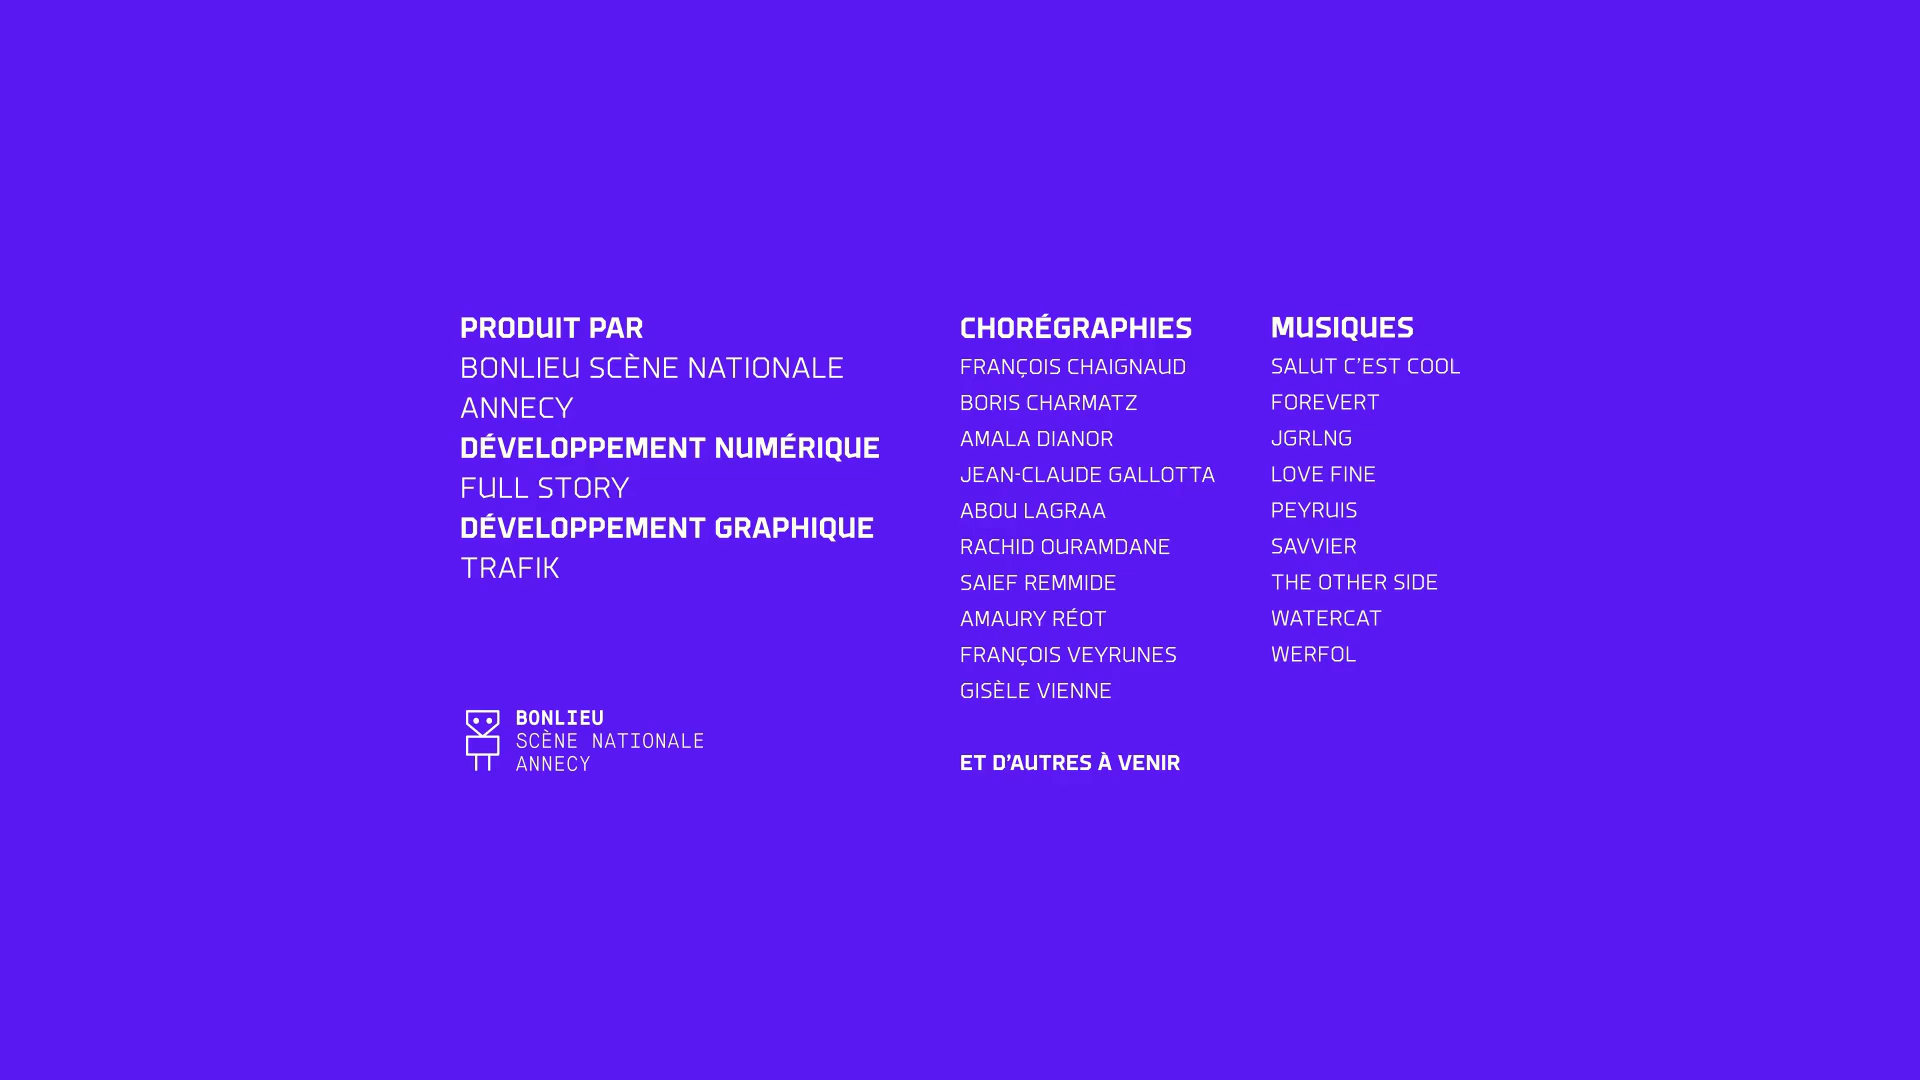 PRODUIT PAR
BONLIEU SCÈNE NATIONALE
ANNECY
DÉVELOPPEMENT NUMÉRIQUE
FULL STORY
DÉVELOPPEMENT GRAPHIQUE
TRAFIK
BONLIEU
SCÈNE NATIONALE
ANNECY
CHORÉGRAPHIES
FRANÇOIS CHAIGNAUD
BORIS CHARMATZ
AMALA DIANOR
JEAN-CLAUDE GALLOTTA
ABOU LAGRAA
RACHID OURAMDANE
SAIEF REMMIDE
AMAURY RÉOT
FRANÇOIS VEYRUNES
GISÈLE VIENNE
ET D’AUTRES À VENIR
MUSIQUES
SALUT C’EST COOL
FOREVERT
JGRLNG
LOVE FINE
PEYRUIS
SAVVIER
THE OTHER SIDE
WATERCAT
WERFOL